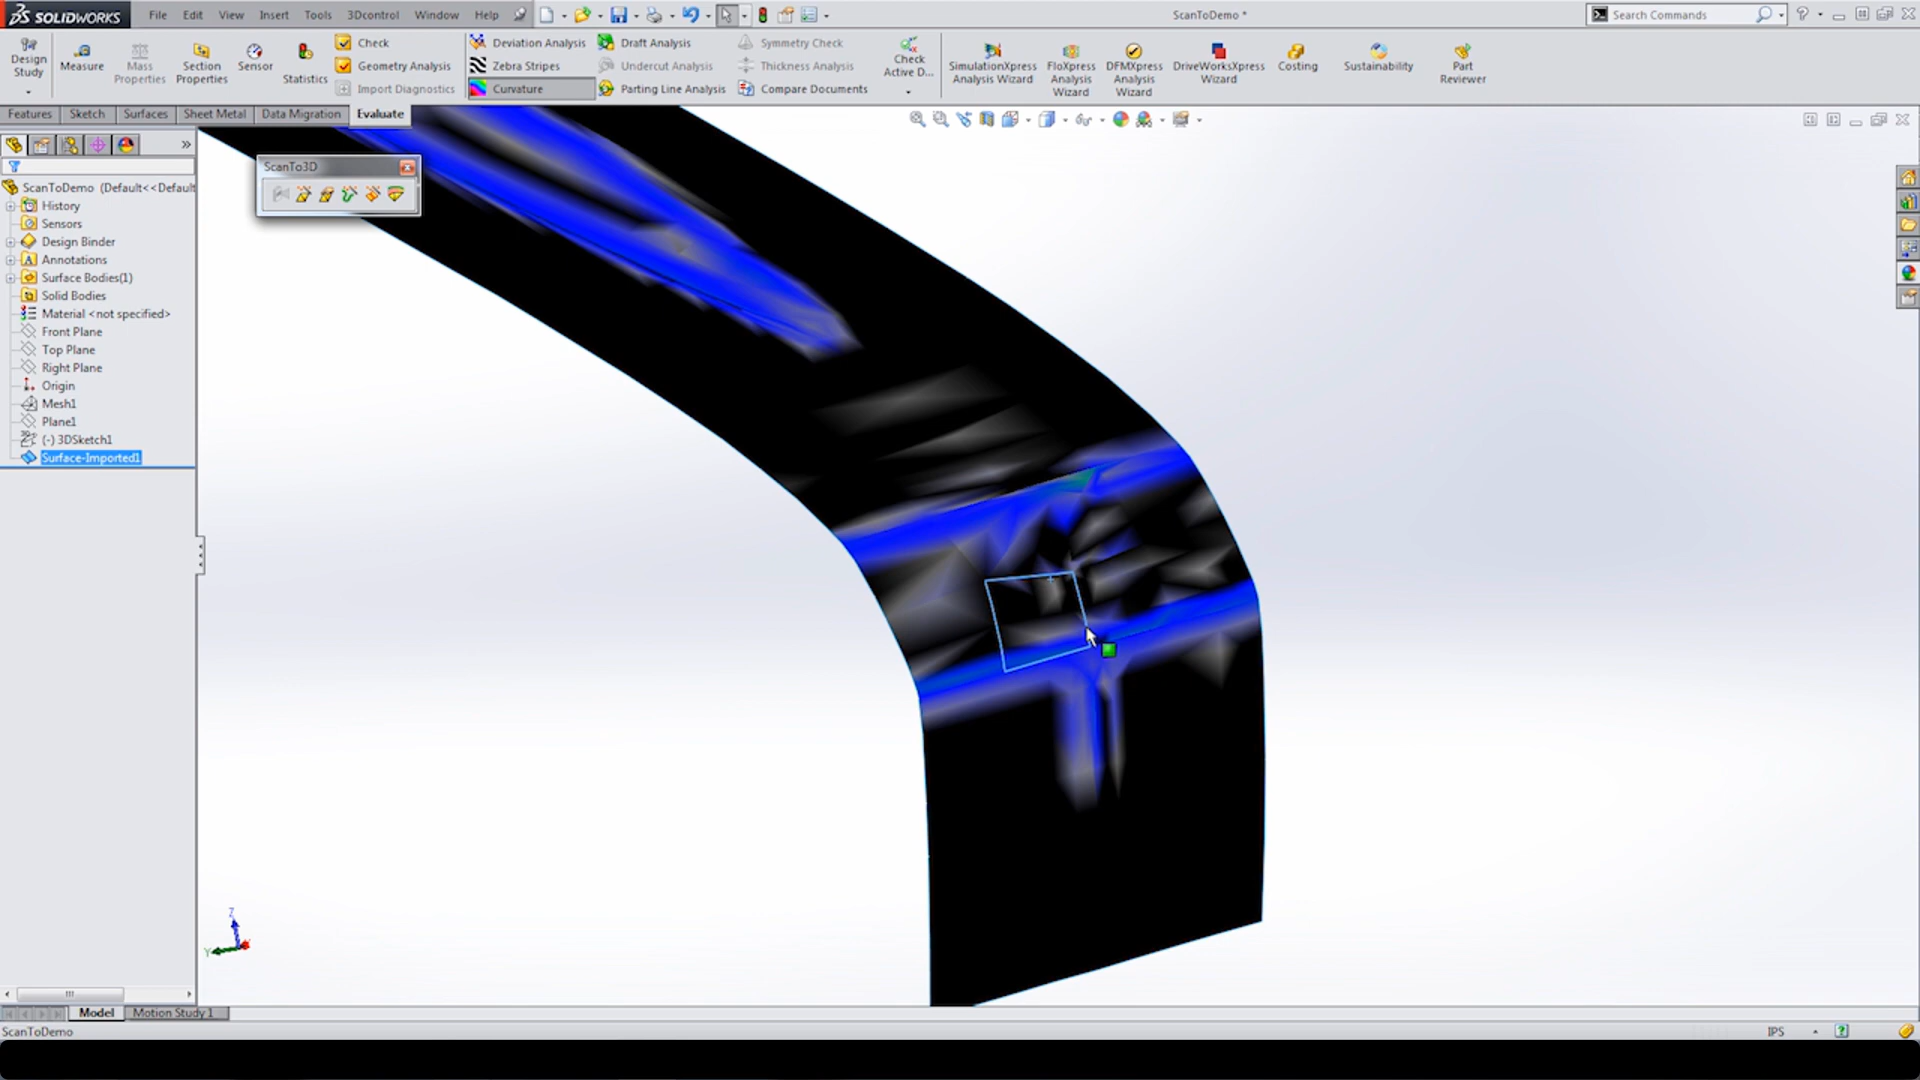 SOLIDWORKS File Edit View Insert Tools 3Dcontrol Window Help ScanToDemo * Search Commands
Design Study
Measure
Mass Properties
Section Properties
Sensor
Statistics
Check
Geometry Analysis
Import Diagnostics
Deviation Analysis
Zebra Stripes
Curvature
Draft Analysis
Undercut Analysis
Parting Line Analysis
Symmetry Check
Thickness Analysis
Compare Documents
Check Active D...
SimulationXpress Analysis Wizard
FloXpress Analysis Wizard
DFMXpress Analysis Wizard
DriveWorksXpress Wizard
Costing
Sustainability
Part Reviewer
Features Sketch Surfaces Sheet Metal Data Migration Evaluate
ScanTo3D
ScanToDemo (Default<<Default
History
Sensors
Design Binder
Annotations
Surface Bodies(1)
Solid Bodies
Material <not specified>
Front Plane
Top Plane
Right Plane
Origin
Mesh1
Plane1
(-) 3DSketch1
Surface-Imported1
Z
Y
Model Motion Study 1
ScanToDemo IPS